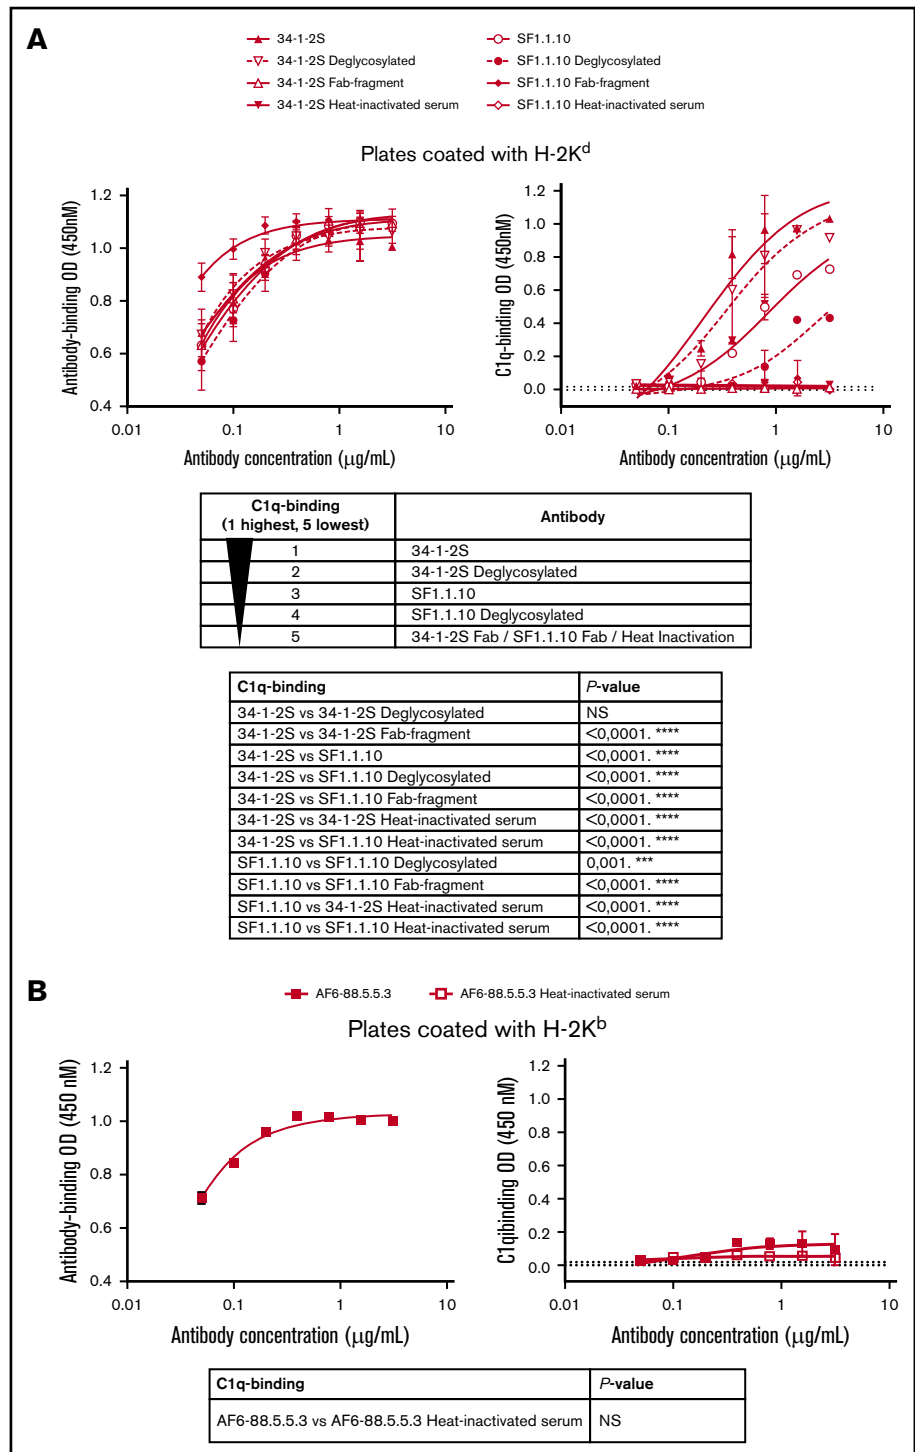 A
34-1-2S
34-1-2S Deglycosylated
34-1-2S Fab-fragment
34-1-2S Heat-inactivated serum
SF1.1.10
SF1.1.10 Deglycosylated
SF1.1.10 Fab-fragment
SF1.1.10 Heat-inactivated serum
Plates coated with H-2Kd
Antibody-binding OD (450nM)
1.2
1.0
0.8
0.6
0.4
0.01 0.1 1 10
Antibody concentration (μg/mL)
C1q-binding OD (450nM)
1.2
1.0
0.8
0.6
0.4
0.2
0.0
0.01 0.1 1 10
Antibody concentration (μg/mL)
C1q-binding
(1 highest, 5 lowest) Antibody
1 34-1-2S
2 34-1-2S Deglycosylated
3 SF1.1.10
4 SF1.1.10 Deglycosylated
5 34-1-2S Fab / SF1.1.10 Fab / Heat Inactivation
C1q-binding P-value
34-1-2S vs 34-1-2S Deglycosylated NS
34-1-2S vs 34-1-2S Fab-fragment <0,0001. ****
34-1-2S vs SF1.1.10 <0,0001. ****
34-1-2S vs SF1.1.10 Deglycosylated <0,0001. ****
34-1-2S vs SF1.1.10 Fab-fragment <0,0001. ****
34-1-2S vs 34-1-2S Heat-inactivated serum <0,0001. ****
34-1-2S vs SF1.1.10 Heat-inactivated serum <0,0001. ****
SF1.1.10 vs SF1.1.10 Deglycosylated 0,001. ***
SF1.1.10 vs SF1.1.10 Fab-fragment <0,0001. ****
SF1.1.10 vs 34-1-2S Heat-inactivated serum <0,0001. ****
SF1.1.10 vs SF1.1.10 Heat-inactivated serum <0,0001. ****
B
AF6-88.5.5.3 AF6-88.5.5.3 Heat-inactivated serum
Plates coated with H-2Kb
Antibody-binding OD (450 nM)
1.2
1.0
0.8
0.6
0.4
0.01 0.1 1 10
Antibody concentration (μg/mL)
C1qibinding OD (450 nM)
1.2
1.0
0.8
0.6
0.4
0.2
0.0
0.01 0.1 1 10
Antibody concentration (μg/mL)
C1q-binding P-value
AF6-88.5.5.3 vs AF6-88.5.5.3 Heat-inactivated serum NS